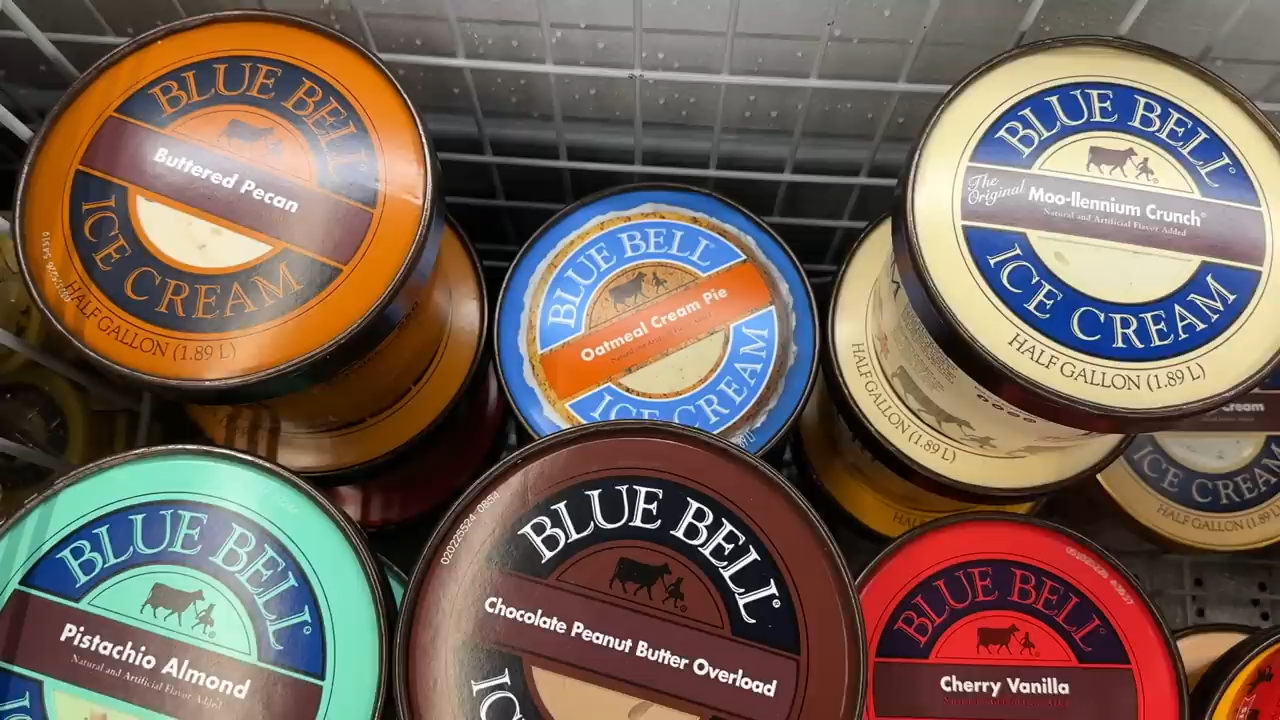 BLUE BELL
Buttered Pecan
ICE CREAM
HALF GALLON (1.89 L)
BLUE BELL
Oatmeal Cream Pie
ICE CREAM
BLUE BELL®
The Original Moo-llennium Crunch®
Natural and Artificial Flavor Added
ICE CREAM
HALF GALLON (1.89 L)
HALF GALLON (1.89 L)
HALF
Cream
ICE CREAM
HALF GALLON (1.89 L)
BLUE BELL®
Pistachio Almond
Natural and Artificial Flavor Added
BLUE BELL®
Chocolate Peanut Butter Overload
IC
BLUE BELL®
Cherry Vanilla